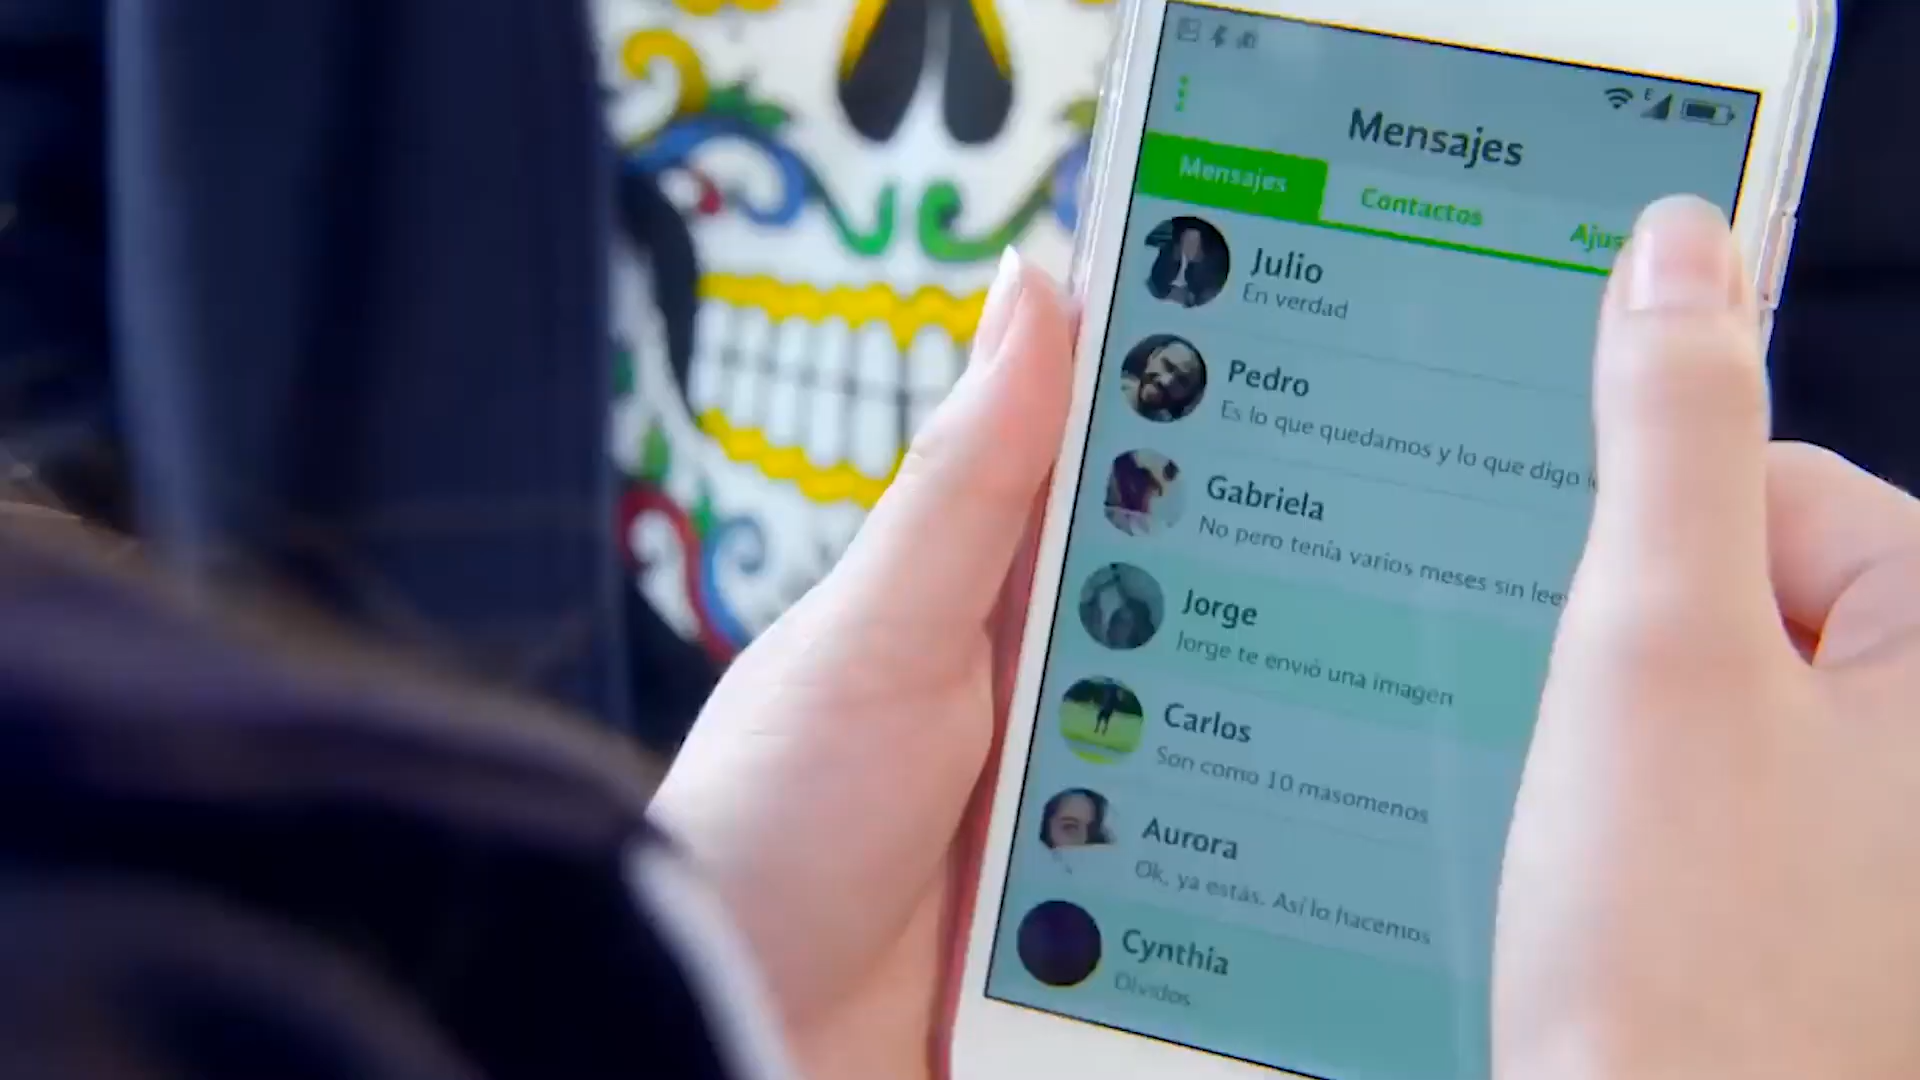 Mensajes
Mensajes Contactos
Julio
En verdad
Pedro
Es lo que quedamos y lo que digo
Gabriela
No pero tenía varios meses sin
Jorge
Jorge te envió una imagen
Carlos
Son como 10 masomenos
Aurora
Ok, ya estás. Así lo hacemos
Cynthia